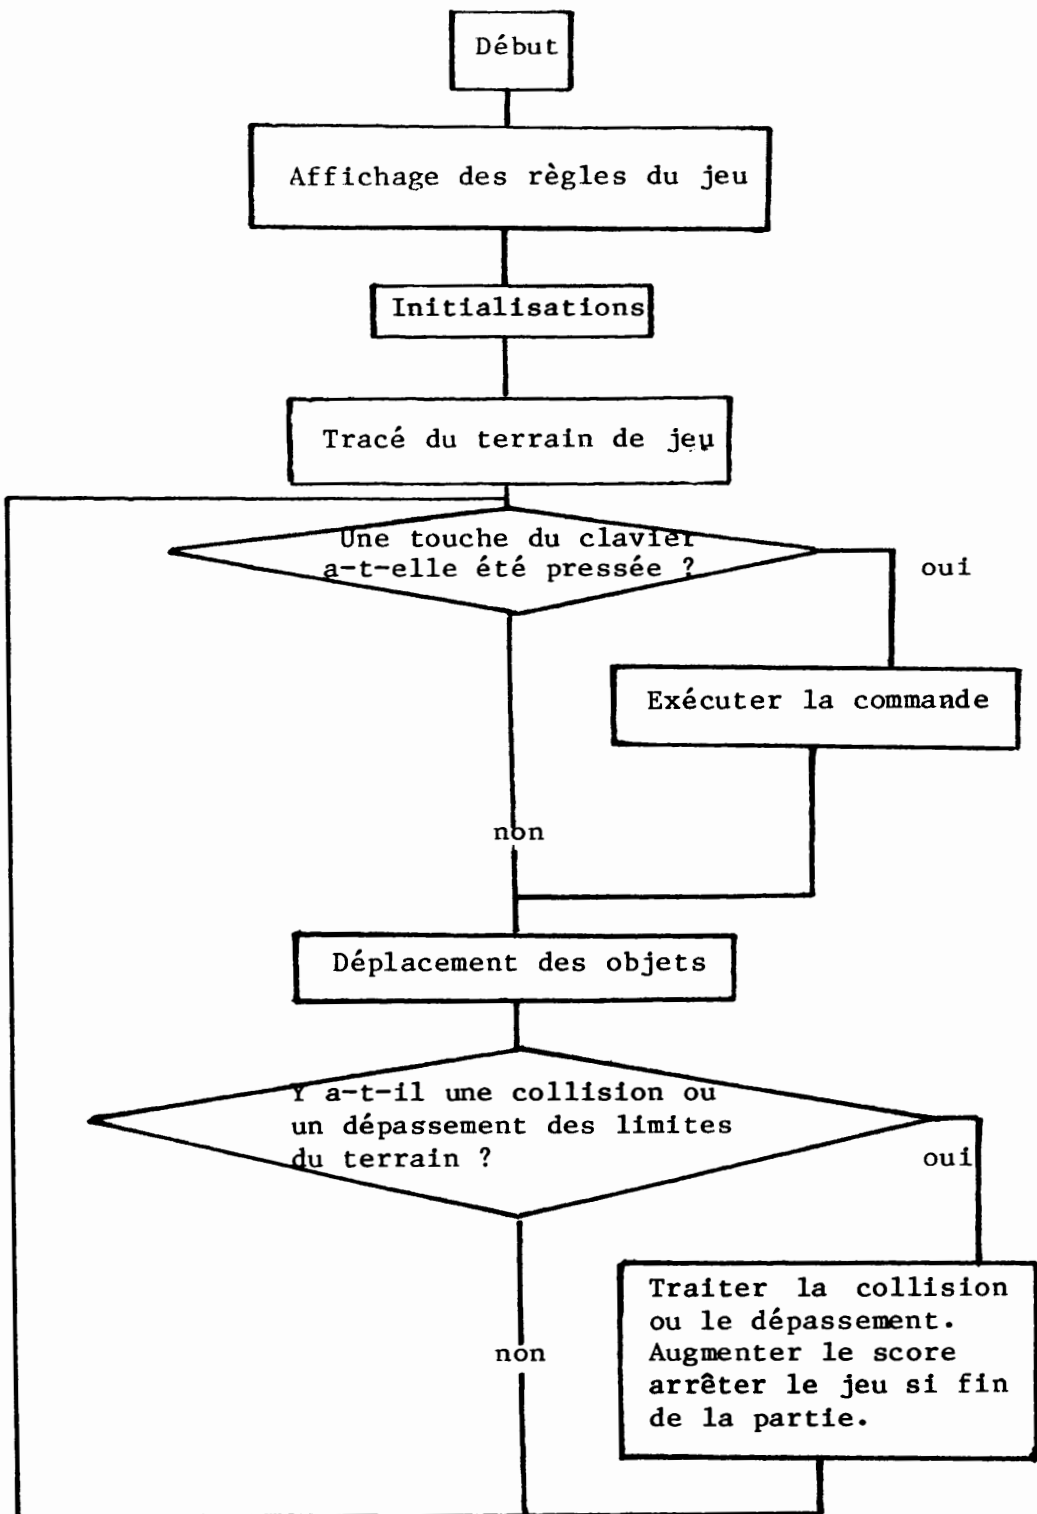 Début
Affichage des règles du jeu
Initialisations
Tracé du terrain de jeu
Une touche du clavier
a-t-elle été pressée ?
oui
Exécuter la commande
non
Déplacement des objets
Y a-t-il une collision ou
un dépassement des limites
du terrain ?
oui
Traiter la collision
ou le dépassement.
Augmenter le score
arrêter le jeu si fin
de la partie.
non